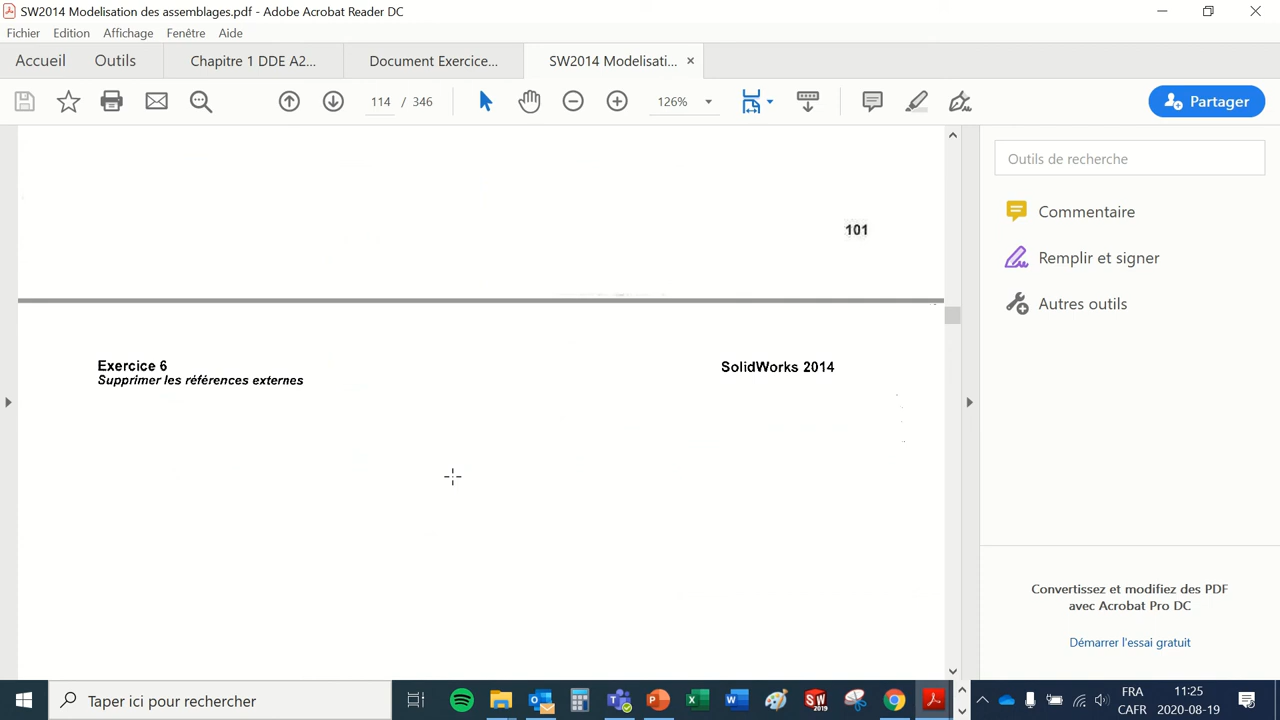 SW2014 Modelisation des assemblages.pdf - Adobe Acrobat Reader DC
Fichier Edition Affichage Fenêtre Aide
Accueil Outils Chapitre 1 DDE A2... Document Exercice... SW2014 Modelisati... ×
114 / 346 126% Partager
Outils de recherche
Commentaire
Remplir et signer
Autres outils
101
Exercice 6 SolidWorks 2014
Supprimer les références externes
Convertissez et modifiez des PDF
avec Acrobat Pro DC
Démarrer l'essai gratuit
Taper ici pour rechercher
FRA 11:25
CAFR 2020-08-19
SW
2019